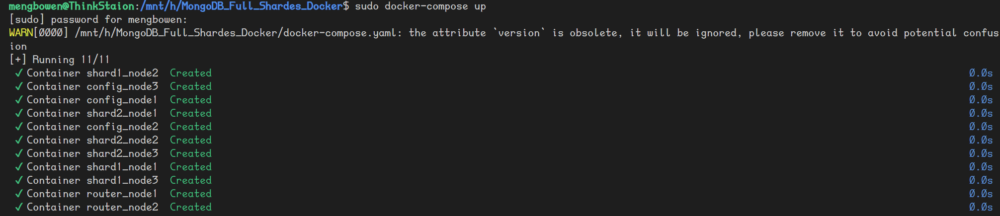 mengbowen@ThinkStaion:/mnt/h/MongoDB_Full_Shardes_Docker$ sudo docker-compose up
[sudo] password for mengbowen:
WARN[0000] /mnt/h/MongoDB_Full_Shardes_Docker/docker-compose.yaml: the attribute `version` is obsolete, it will be ignored, please remove it to avoid potential confus
ion
[+] Running 11/11
✓ Container shard1_node2 Created 0.0s
✓ Container config_node3 Created 0.0s
✓ Container config_node1 Created 0.0s
✓ Container shard2_node1 Created 0.0s
✓ Container config_node2 Created 0.0s
✓ Container shard2_node2 Created 0.0s
✓ Container shard2_node3 Created 0.0s
✓ Container shard1_node1 Created 0.0s
✓ Container shard1_node3 Created 0.0s
✓ Container router_node1 Created 0.0s
✓ Container router_node2 Created 0.0s